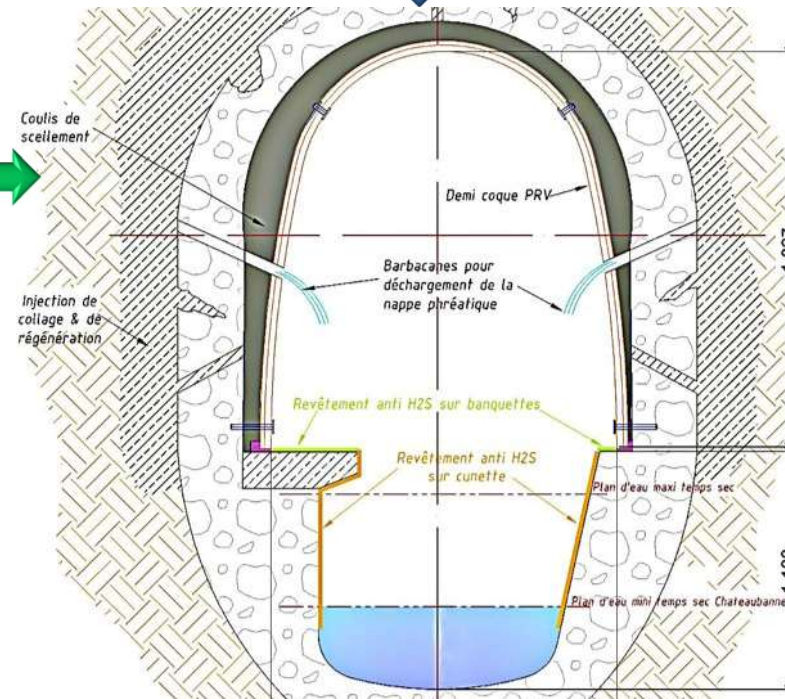 Coulis de
scellement
Demi coque PRV
Barbacanes pour
déchargement de la
nappe phréatique
Injection de
collage & de
régénération
Revêtement anti H2S sur banquettes
Revêtement anti H2S
sur cunette
Plan d'eau maxi temps sec
Plan d'eau mini temps sec Chateaubanne